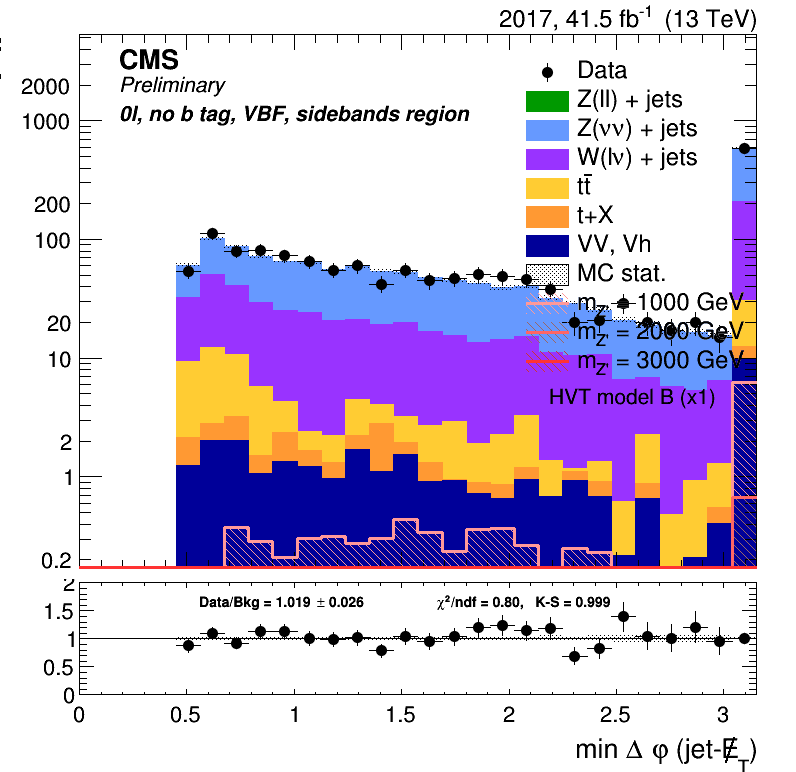 2017, 41.5 fb⁻¹ (13 TeV)
CMS
Preliminary
0l, no b tag, VBF, sidebands region
Data
Z(ll) + jets
Z(νν) + jets
W(lν) + jets
tt̄
t+X
VV, Vh
MC stat.
m_Z' = 1000 GeV
m_Z' = 2000 GeV
m_Z' = 3000 GeV
HVT model B (x1)
2000
1000
200
100
20
10
2
1
0.2
Data/Bkg = 1.019 ± 0.026
χ²/ndf = 0.80, K-S = 0.999
2
1.5
1
0.5
0
0 0.5 1 1.5 2 2.5 3
min Δ φ (jet-E̸_T)